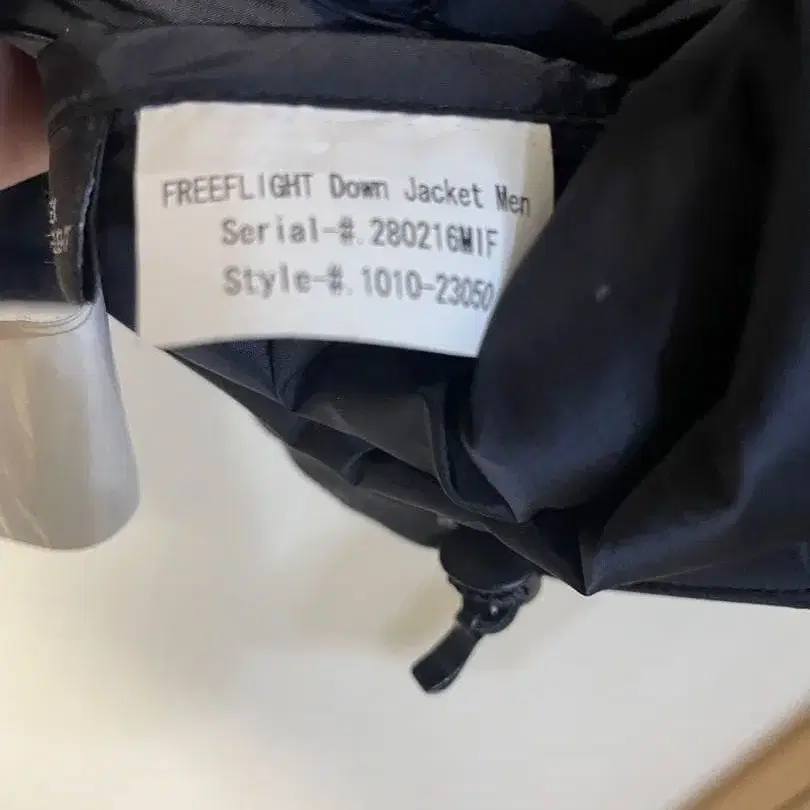 FREEFLIGHT Down Jacket Men
Serial-#.280216MIF
Style-#.1010-23050